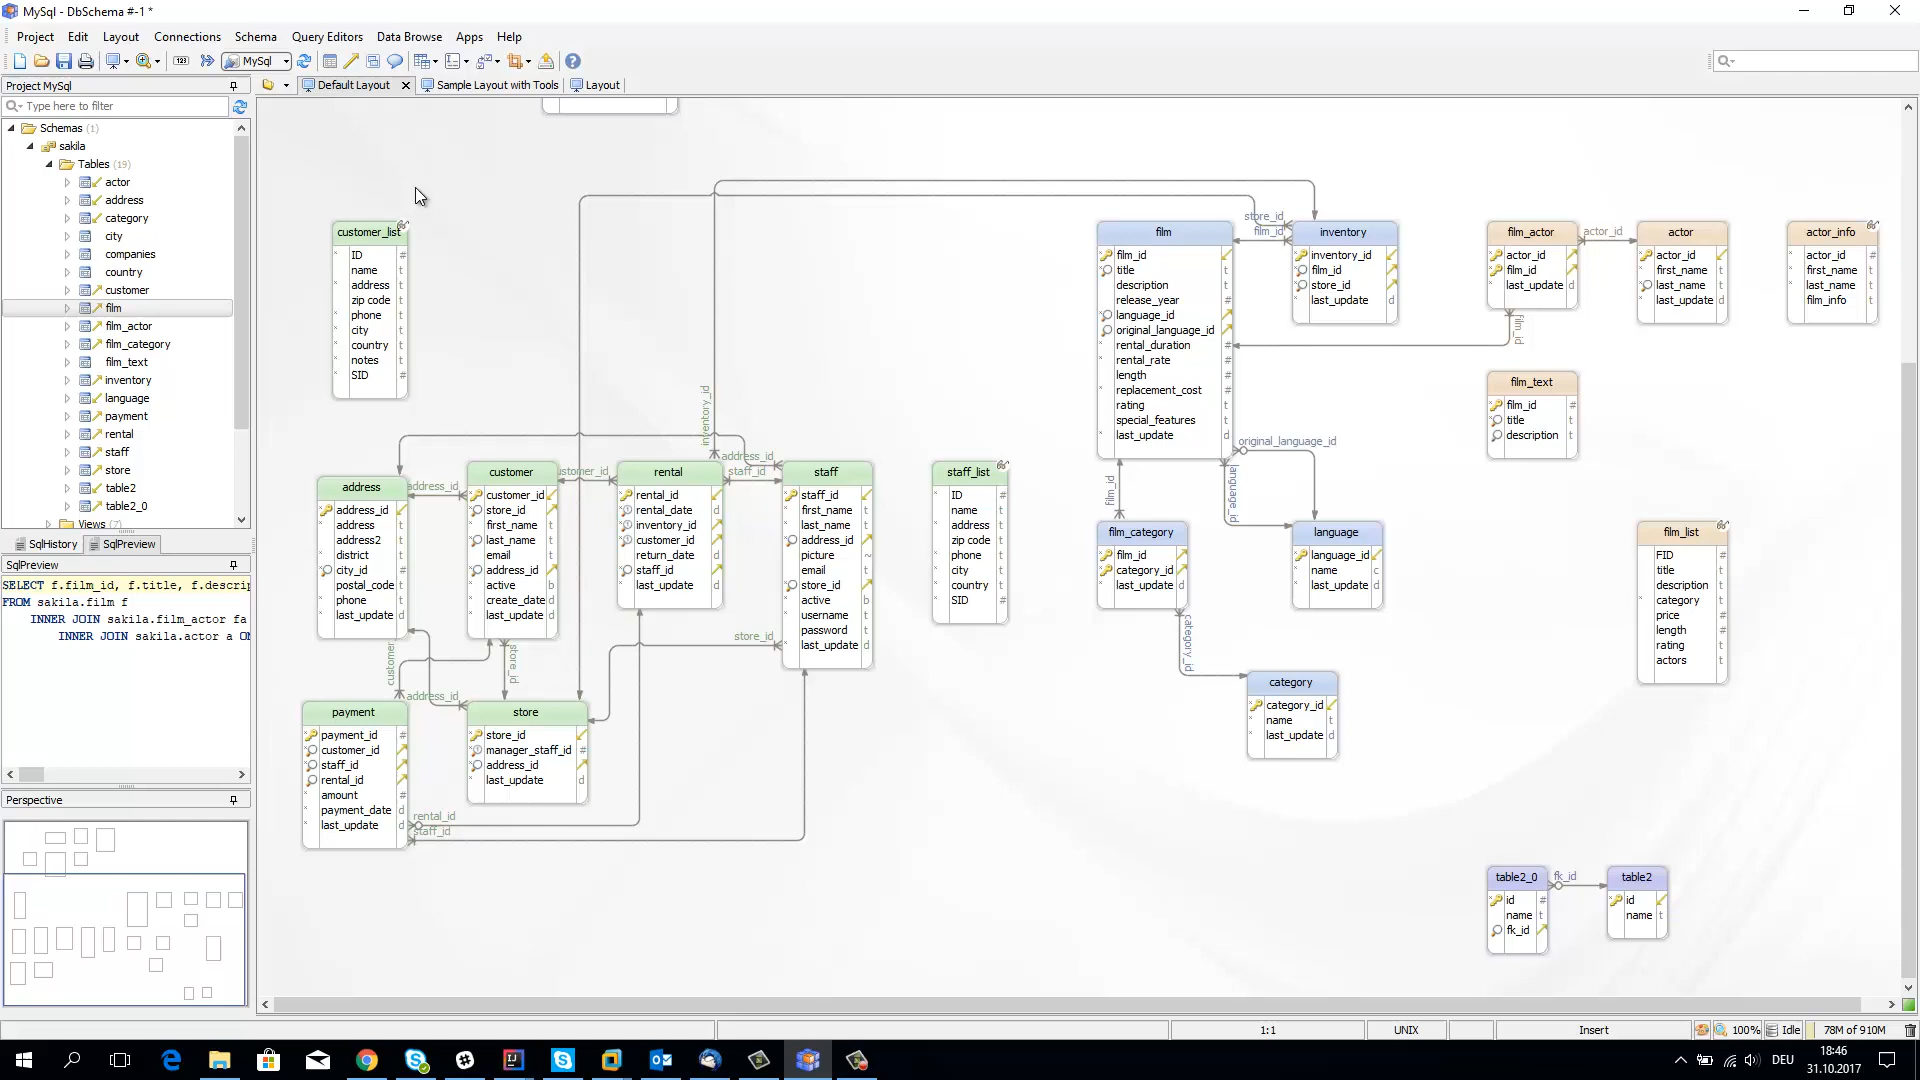 MySql - DbSchema #-1 *
Project Edit Layout Connections Schema Query Editors Data Browse Apps Help
123 MySql
Project MySql
Default Layout
Sample Layout with Tools
Layout
Type here to filter
Schemas (1)
sakila
Tables (19)
actor
address
category
city
companies
country
customer
film
film_actor
film_category
film_text
inventory
language
payment
rental
staff
store
table2
table2_0
Views (7)
SqlHistory
SqlPreview
SqlPreview
SELECT f.film_id, f.title, f.descrip
FROM sakila.film f
INNER JOIN sakila.film_actor fa
INNER JOIN sakila.actor a ON
Perspective
customer_list
ID #
name t
address t
zip code t
phone t
city t
country t
notes t
SID #
address
address_id
address t
address2 t
district t
city_id #
postal_code t
phone t
last_update d
customer
customer_id
store_id
first_name t
last_name t
email t
address_id
active b
create_date d
last_update d
rental
rental_id
rental_date d
inventory_id
customer_id
return_date d
staff_id
last_update d
staff
staff_id
first_name t
last_name t
address_id
picture ~
email t
store_id
active b
username t
password t
last_update d
staff_list
ID #
name t
address t
zip code t
phone t
city t
country t
SID #
payment
payment_id #
customer_id
staff_id
rental_id
amount #
payment_date d
last_update d
store
store_id
manager_staff_id #
address_id
last_update d
address_id
ustomer_id
inventory_id
address_id
staff_id
store_id
customer
store_id
address_id
rental_id
staff_id
store_id
film_id
film
film_id
title t
description t
release_year #
language_id
original_language_id
rental_duration #
rental_rate #
length #
replacement_cost #
rating t
special_features t
last_update d
inventory
inventory_id
film_id
store_id
last_update d
film_actor
actor_id
film_id
last_update d
actor_id
film_id
actor
actor_id
first_name t
last_name t
last_update d
actor_info
actor_id #
first_name t
last_name t
film_info t
film_text
film_id #
title t
description t
original_language_id
language_id
film_id
film_category
film_id
category_id
last_update d
language
language_id
name c
last_update d
category_id
category
category_id
name t
last_update d
film_list
FID #
title t
description t
category t
price #
length #
rating t
actors t
table2_0
id #
name t
fk_id
fk_id
table2
id
name t
1:1
UNIX
Insert
100%
Idle
78M of 910M
DEU
18:46
31.10.2017